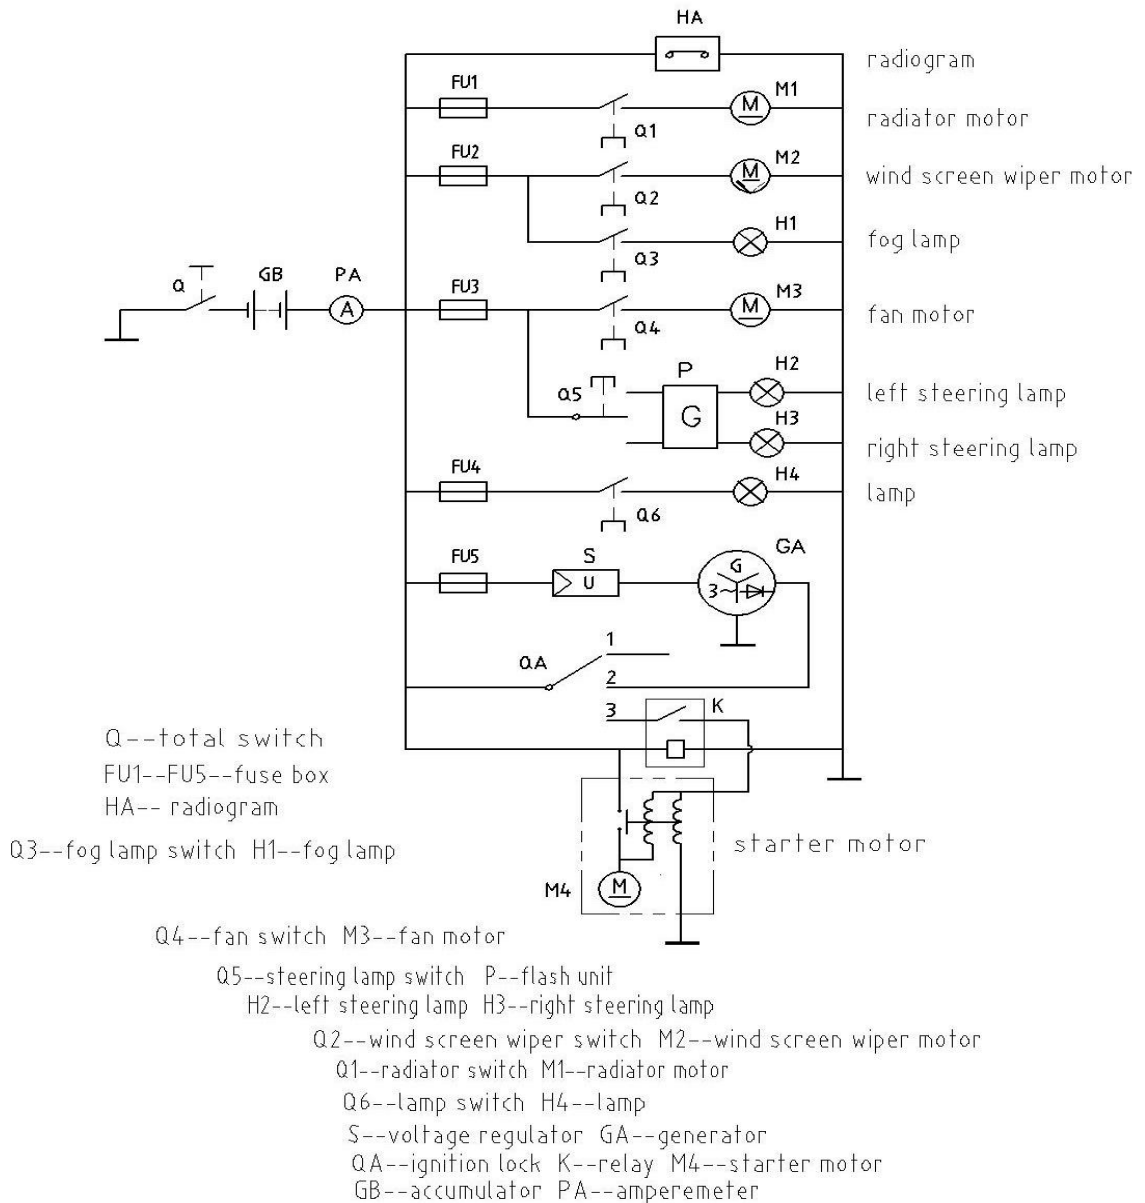 HA
radiogram
FU1
M1
M
Q1
radiator motor
FU2
M2
M
Q2
wind screen wiper motor
H1
Q3
fog lamp
Q
GB
PA
A
FU3
M3
M
Q4
fan motor
P
H2
Q5
G
left steering lamp
H3
right steering lamp
FU4
H4
Q6
lamp
FU5
S
U
GA
G
3~
QA
1
2
3
K
Q--total switch
FU1--FU5--fuse box
HA-- radiogram
Q3--fog lamp switch H1--fog lamp
starter motor
M4
M
Q4--fan switch M3--fan motor
Q5--steering lamp switch P--flash unit
H2--left steering lamp H3--right steering lamp
Q2--wind screen wiper switch M2--wind screen wiper motor
Q1--radiator switch M1--radiator motor
Q6--lamp switch H4--lamp
S--voltage regulator GA--generator
QA--ignition lock K--relay M4--starter motor
GB--accumulator PA--amperemeter